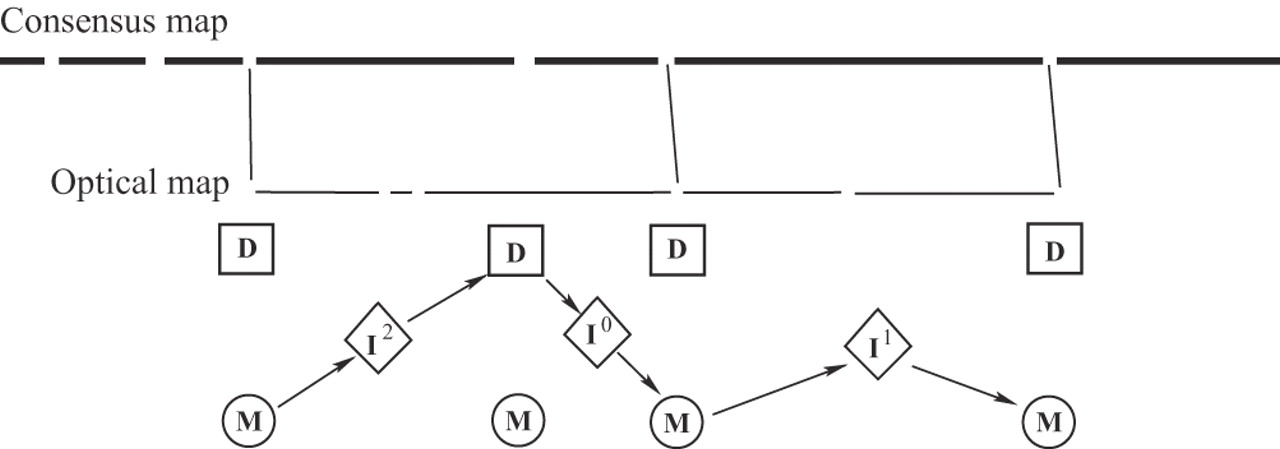 Consensus map
Optical map
D D D D
I² I⁰ I¹
M M M M